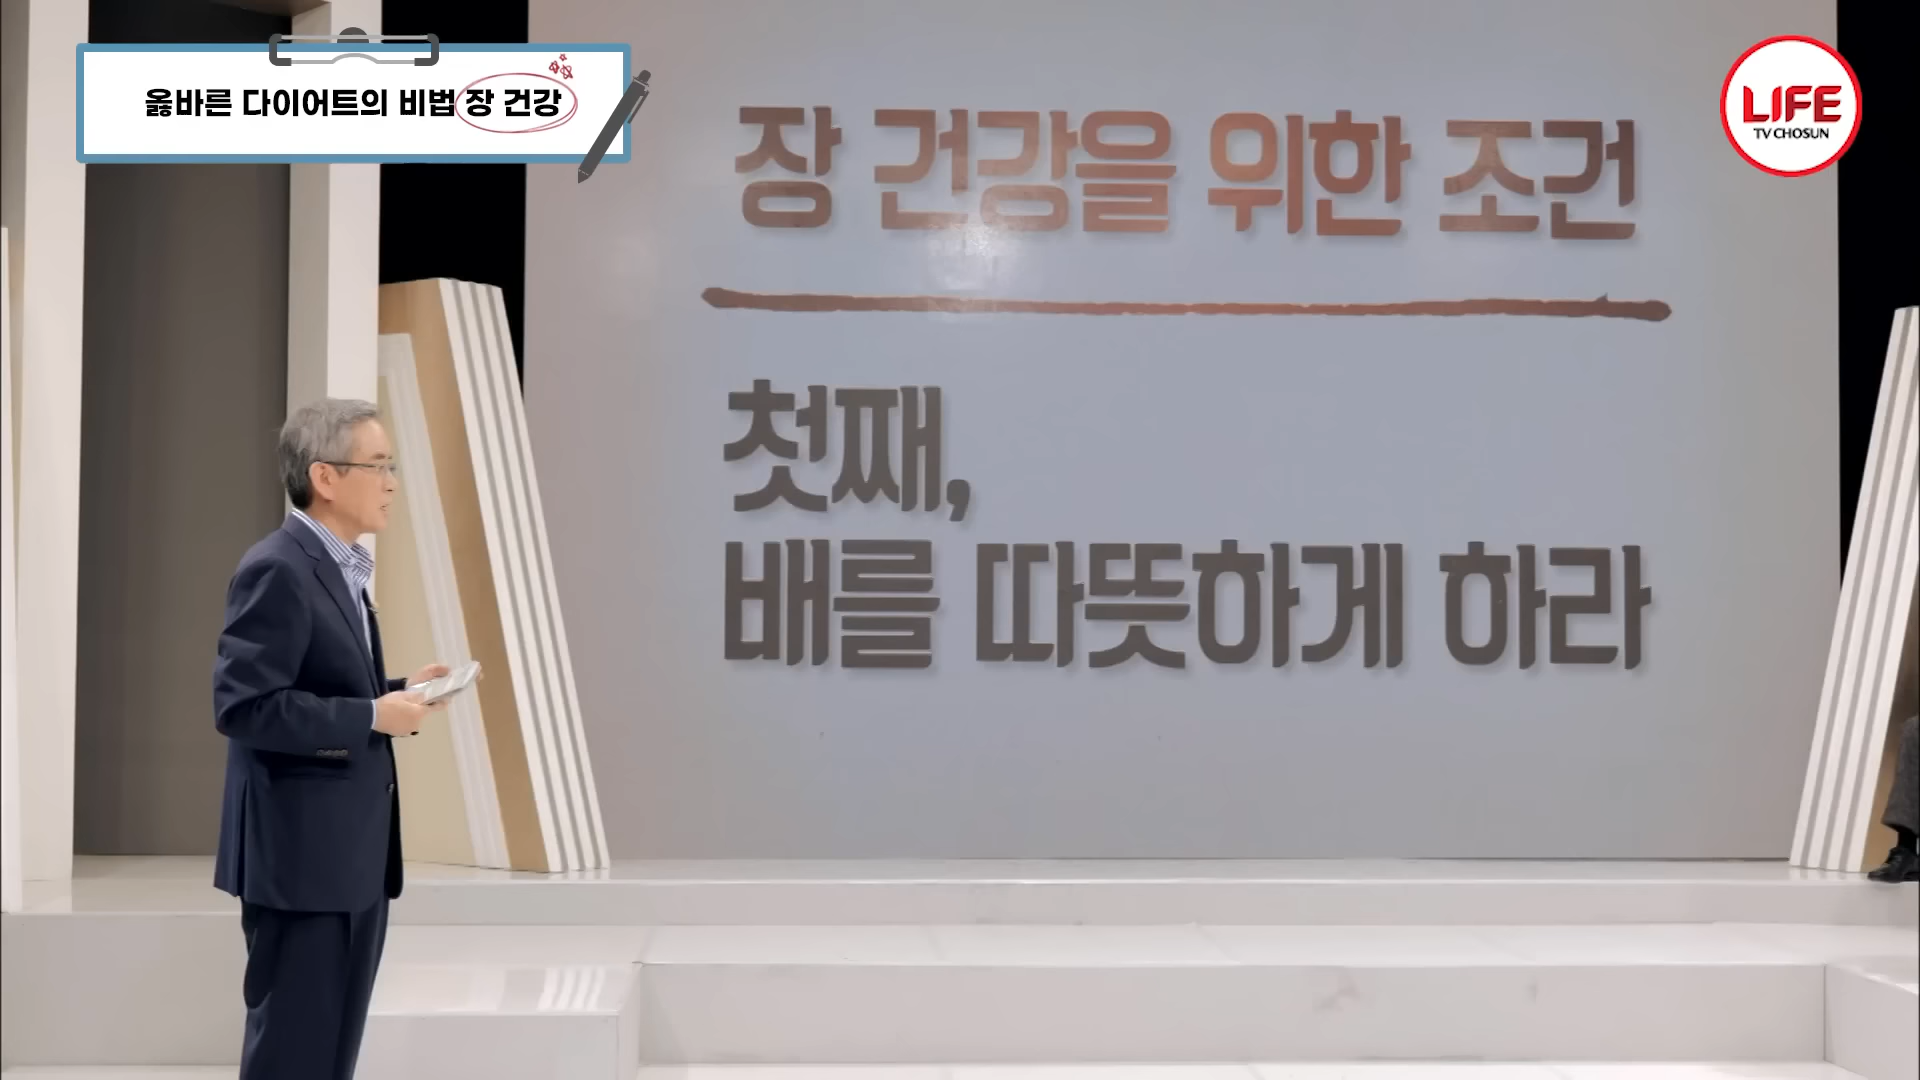 옳바른 다이어트의 비법 장 건강
LIFE
TV CHOSUN
장 건강을 위한 조건
첫째,
배를 따뜻하게 하라